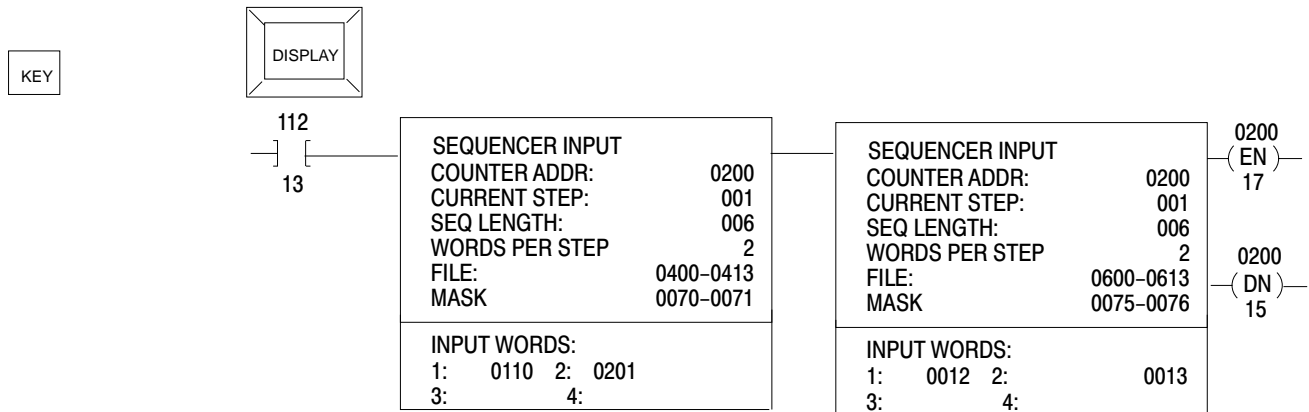 KEY
DISPLAY
112
13
SEQUENCER INPUT
COUNTER ADDR: 0200
CURRENT STEP: 001
SEQ LENGTH: 006
WORDS PER STEP 2
FILE: 0400–0413
MASK 0070–0071
INPUT WORDS:
1: 0110 2: 0201
3: 4:
SEQUENCER INPUT
COUNTER ADDR: 0200
CURRENT STEP: 001
SEQ LENGTH: 006
WORDS PER STEP 2
FILE: 0600–0613
MASK 0075–0076
INPUT WORDS:
1: 0012 2: 0013
3: 4:
0200
EN
17
0200
DN
15